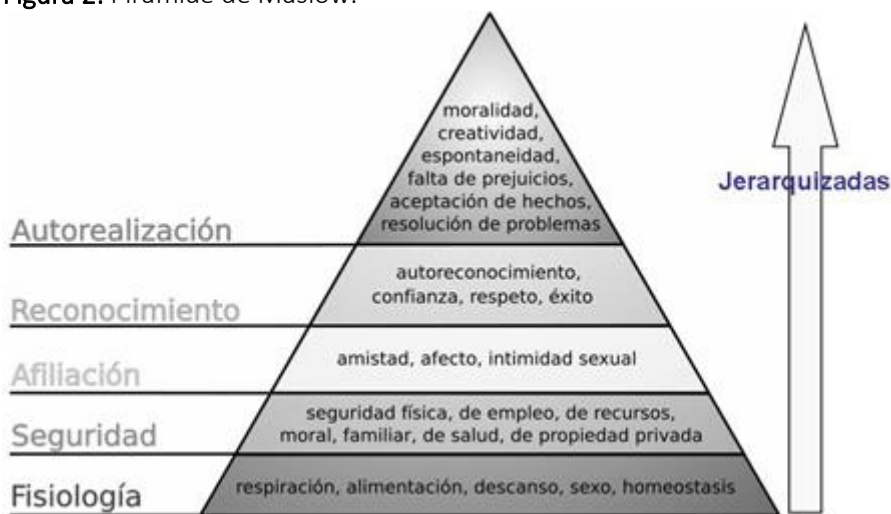 Figura 2. Pirámide de Maslow.
moralidad,
creatividad,
espontaneidad,
falta de prejuicios,
aceptación de hechos,
resolución de problemas
Jerarquizadas
Autorealización
autoreconocimiento,
confianza, respeto, éxito
Reconocimiento
amistad, afecto, intimidad sexual
Afiliación
seguridad física, de empleo, de recursos,
moral, familiar, de salud, de propiedad privada
Seguridad
respiración, alimentación, descanso, sexo, homeostasis
Fisiología